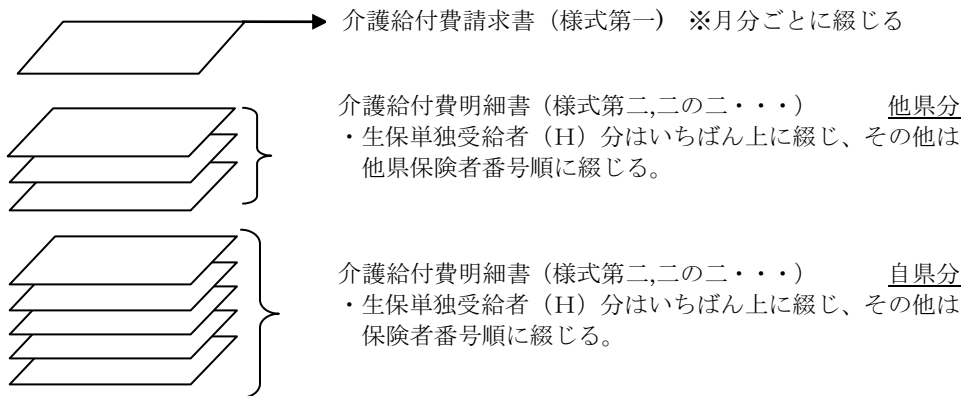 介護給付費請求書（様式第一)　※月分ごとに綴じる
介護給付費明細書（様式第二,二の二・・・）　他県分
・生保単独受給者（H）分はいちばん上に綴じ、その他は
他県保険者番号順に綴じる。
介護給付費明細書（様式第二,二の二・・・）　自県分
・生保単独受給者（H）分はいちばん上に綴じ、その他は
保険者番号順に綴じる。